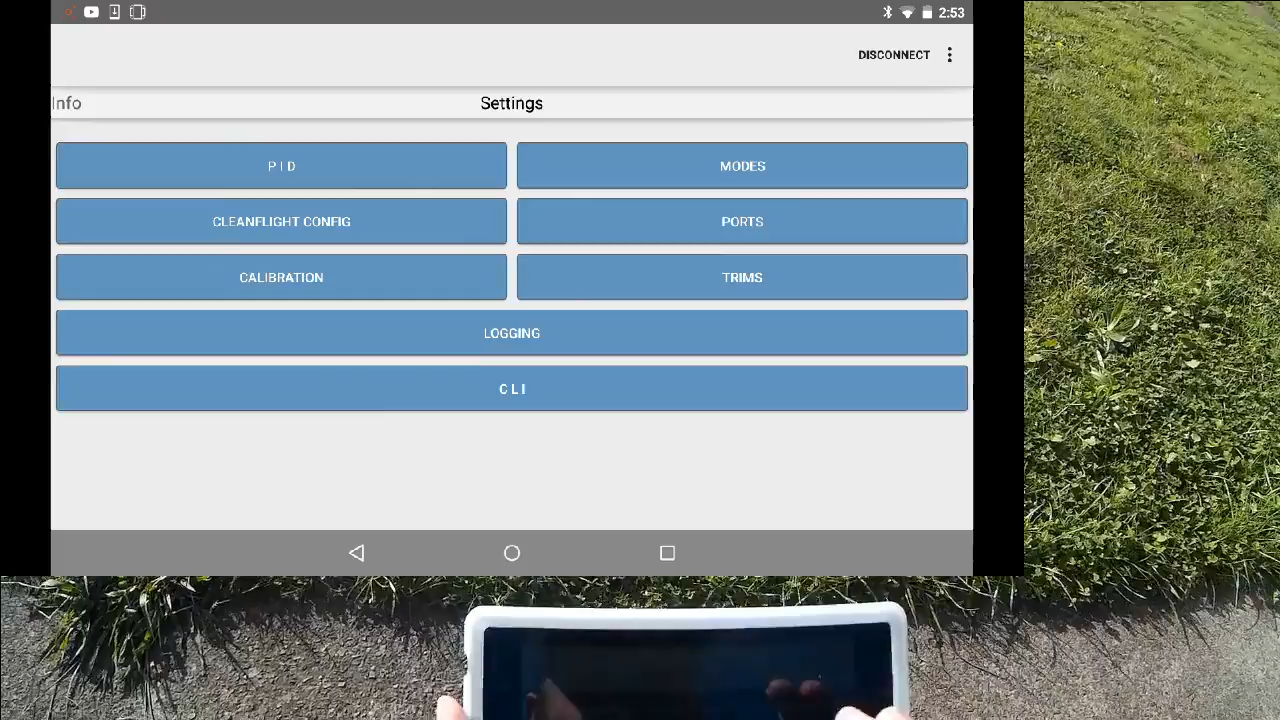 2:53
DISCONNECT
Info
Settings
P I D
MODES
CLEANFLIGHT CONFIG
PORTS
CALIBRATION
TRIMS
LOGGING
C L I